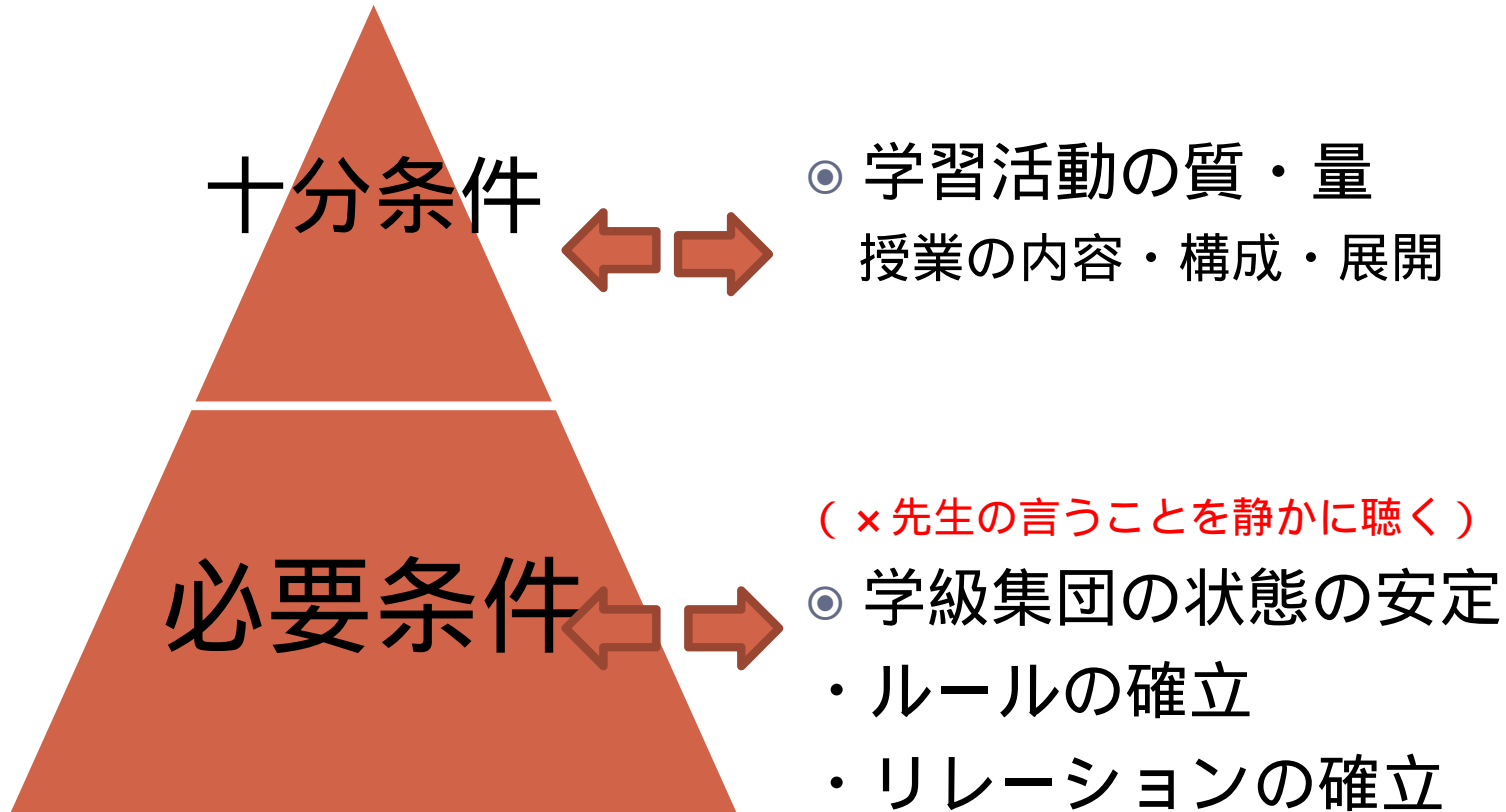 十分条件
学習活動の質・量
授業の内容・構成・展開
必要条件
（×先生の言うことを静かに聴く）
学級集団の状態の安定
・ルールの確立
・リレーションの確立